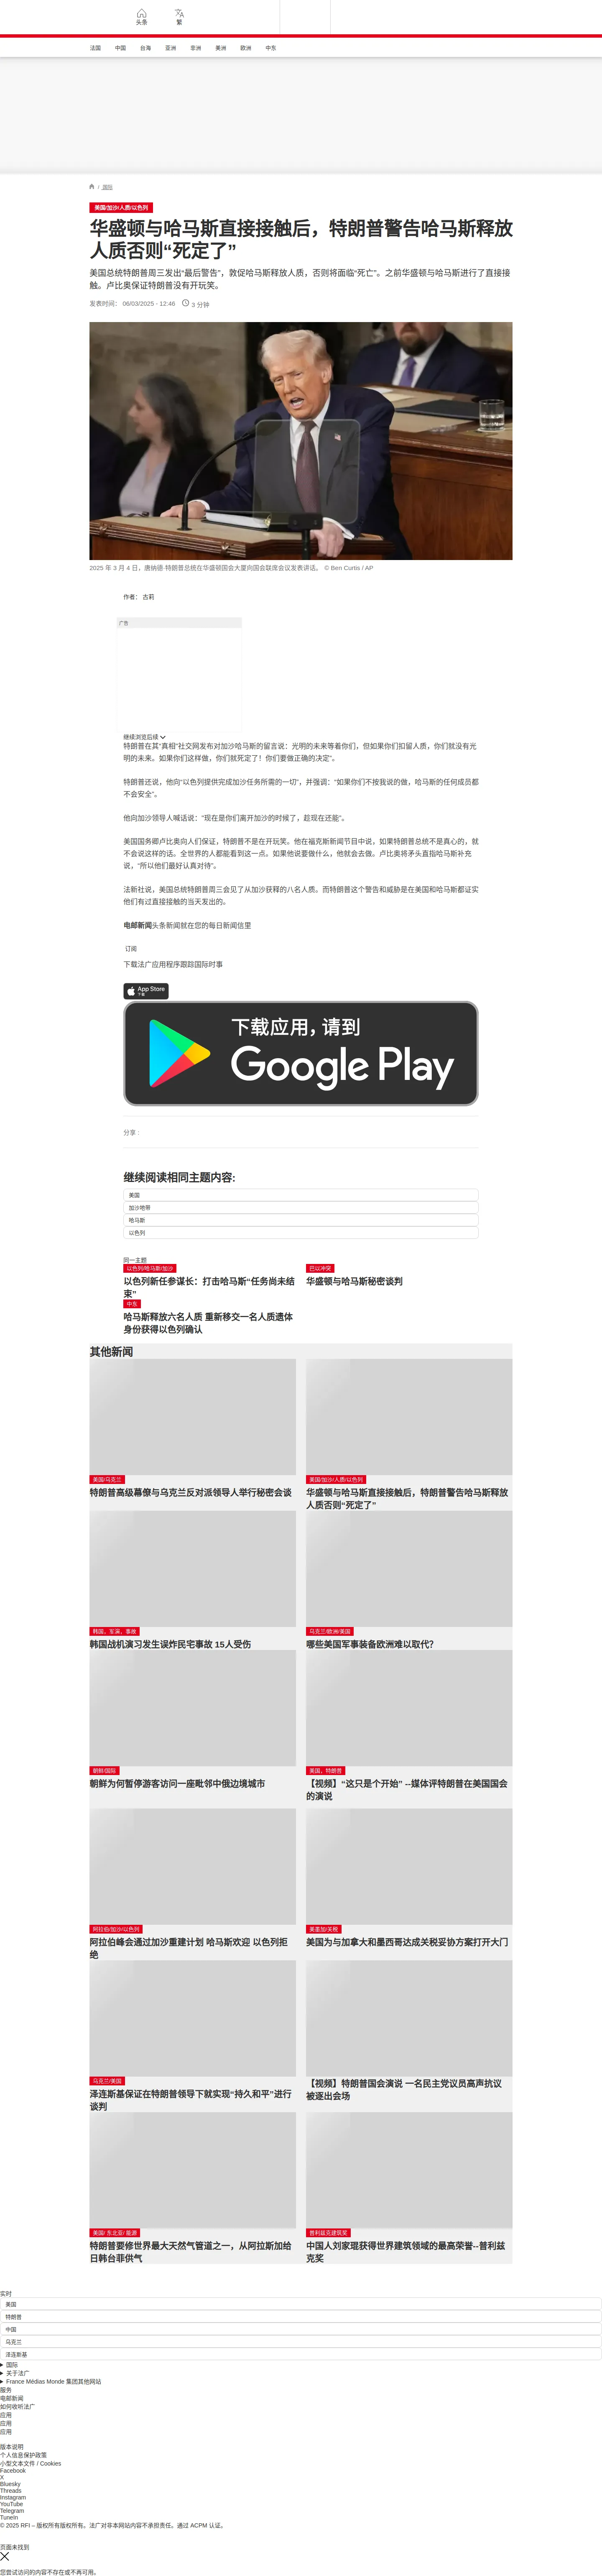 头条
繁
法国
中国
台海
亚洲
非洲
美洲
欧洲
中东
/ 国际
美国/加沙/人质/以色列
华盛顿与哈马斯直接接触后，特朗普警告哈马斯释放
人质否则“死定了”
美国总统特朗普周三发出“最后警告”，敦促哈马斯释放人质，否则将面临“死亡”。之前华盛顿与哈马斯进行了直接接
触。卢比奥保证特朗普没有开玩笑。
发表时间： 06/03/2025 - 12:46
3 分钟
2025 年 3 月 4 日，唐纳德·特朗普总统在华盛顿国会大厦向国会联席会议发表讲话。 © Ben Curtis / AP
作者： 古莉
广告
继续浏览后续
特朗普在其“真相”社交网发布对加沙哈马斯的留言说：光明的未来等着你们，但如果你们扣留人质，你们就没有光
明的未来。如果你们这样做，你们就死定了！你们要做正确的决定”。
特朗普还说，他向“以色列提供完成加沙任务所需的一切”，并强调：“如果你们不按我说的做，哈马斯的任何成员都
不会安全”。
他向加沙领导人喊话说：“现在是你们离开加沙的时候了，趁现在还能”。
美国国务卿卢比奥向人们保证，特朗普不是在开玩笑。他在福克斯新闻节目中说，如果特朗普总统不是真心的，就
不会说这样的话。全世界的人都能看到这一点。如果他说要做什么，他就会去做。卢比奥将矛头直指哈马斯补充
说，“所以他们最好认真对待”。
法新社说，美国总统特朗普周三会见了从加沙获释的八名人质。而特朗普这个警告和威胁是在美国和哈马斯都证实
他们有过直接接触的当天发出的。
电邮新闻头条新闻就在您的每日新闻信里
订阅
下载法广应用程序跟踪国际时事
App Store
下载
下载应用，请到
Google Play
分享 :
继续阅读相同主题内容:
美国
加沙地带
哈马斯
以色列
同一主题
以色列/哈马斯/加沙
以色列新任参谋长：打击哈马斯“任务尚未结
束”
巴以冲突
华盛顿与哈马斯秘密谈判
中东
哈马斯释放六名人质 重新移交一名人质遗体
身份获得以色列确认
其他新闻
美国/乌克兰
特朗普高级幕僚与乌克兰反对派领导人举行秘密会谈
美国/加沙/人质/以色列
华盛顿与哈马斯直接接触后，特朗普警告哈马斯释放
人质否则“死定了”
韩国，军演，事故
韩国战机演习发生误炸民宅事故 15人受伤
乌克兰/欧洲/美国
哪些美国军事装备欧洲难以取代？
朝鲜/国际
朝鲜为何暂停游客访问一座毗邻中俄边境城市
美国，特朗普
【视频】“这只是个开始” --媒体评特朗普在美国国会
的演说
阿拉伯/加沙/以色列
阿拉伯峰会通过加沙重建计划 哈马斯欢迎 以色列拒
绝
美墨加/关税
美国为与加拿大和墨西哥达成关税妥协方案打开大门
乌克兰/美国
泽连斯基保证在特朗普领导下就实现“持久和平”进行
谈判
【视频】特朗普国会演说 一名民主党议员高声抗议
被逐出会场
美国/ 东北亚/ 能源
特朗普要修世界最大天然气管道之一，从阿拉斯加给
日韩台菲供气
普利兹克建筑奖
中国人刘家琨获得世界建筑领域的最高荣誉--普利兹
克奖
实时
美国
特朗普
中国
乌克兰
泽连斯基
国际
关于法广
France Médias Monde 集团其他网站
服务
电邮新闻
如何收听法广
应用
应用
应用
版本说明
个人信息保护政策
小型文本文件 / Cookies
Facebook
X
Bluesky
Threads
Instagram
YouTube
Telegram
TuneIn
© 2025 RFI – 版权所有版权所有。法广对非本网站内容不承担责任。通过 ACPM 认证。
页面未找到
您尝试访问的内容不存在或不再可用。